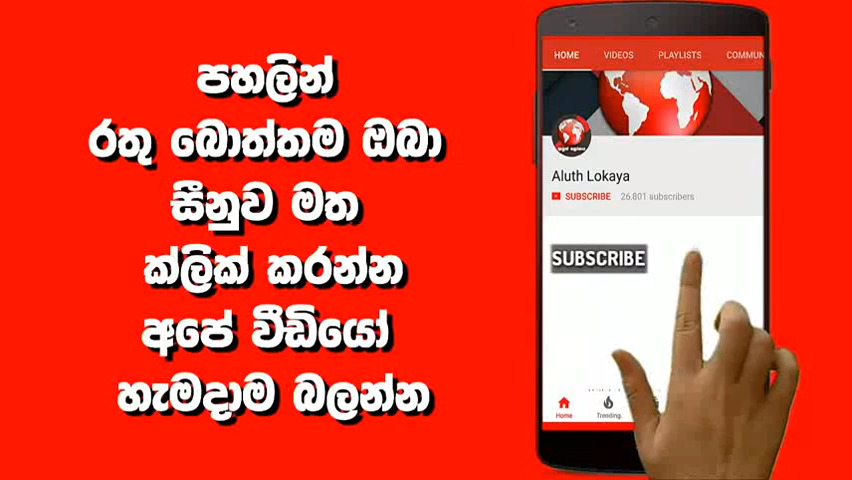 පහලින්
රතු බොත්තම ඔබා
සීනුව මත
ක්ලික් කරන්න
අපේ වීඩියෝ
හැමදාම බලන්න
HOME VIDEOS PLAYLISTS COMMUN
Aluth Lokaya
SUBSCRIBE 26.801 subscribers
SUBSCRIBE
Home Trending